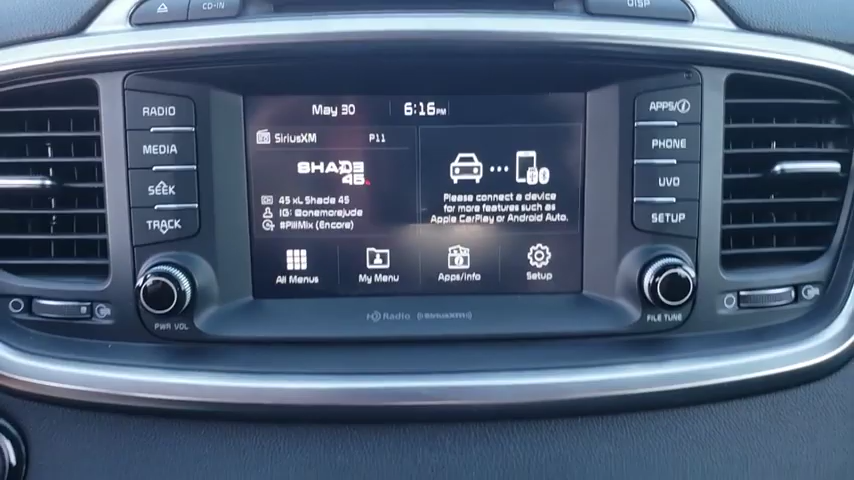 CD-IN
DISP
RADIO
MEDIA
SEEK
TRACK
PWR VOL
May 30
6:16PM
SiriusXM P11
SHADE
45
45 XL Shade 45
IG: @onemorejude
#PillMix (Encore)
Please connect a device
for more features such as
Apple CarPlay or Android Auto.
All Menus
My Menu
Apps/Info
Setup
HD Radio
((SiriusXM))
APPS/i
PHONE
UVO
SETUP
FILE TUNE